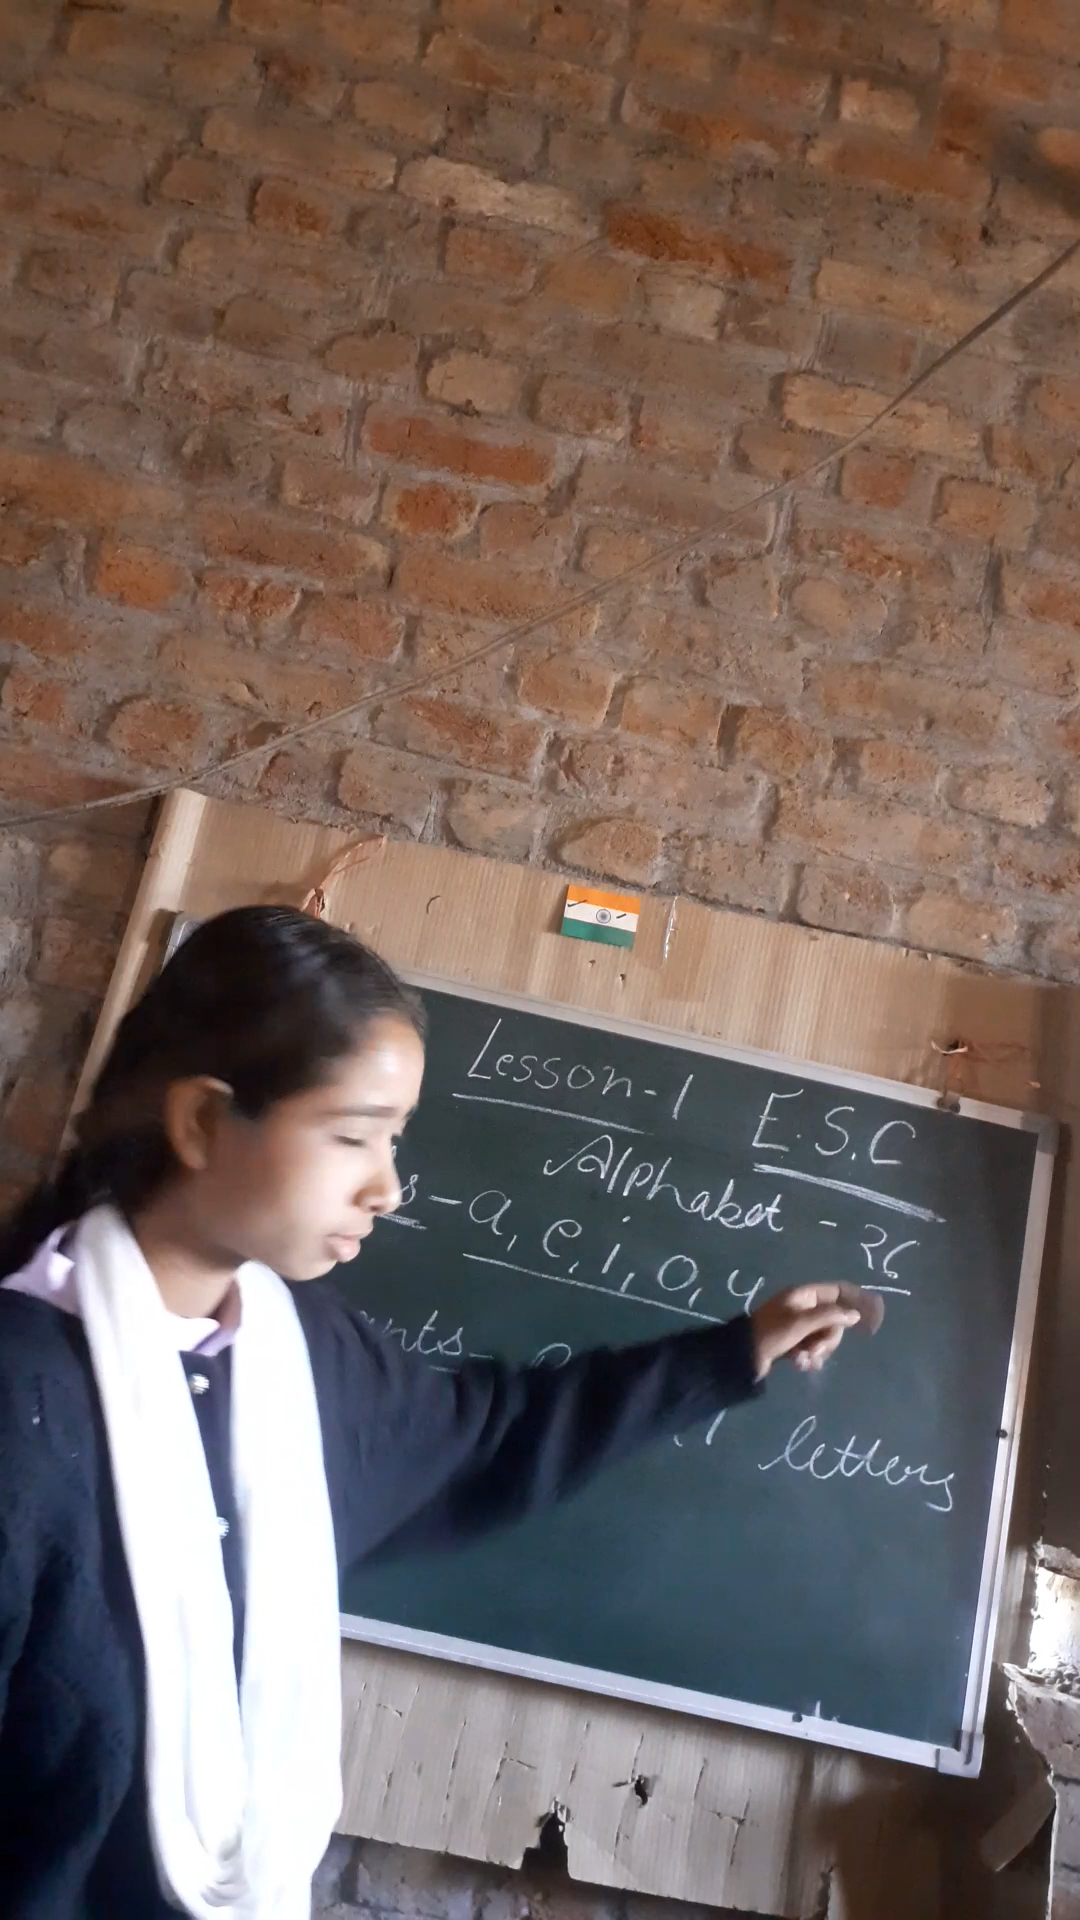 Lesson-1 E.S.C
Alphabet - 26
s - a, e, i, o, u
nts -
letters